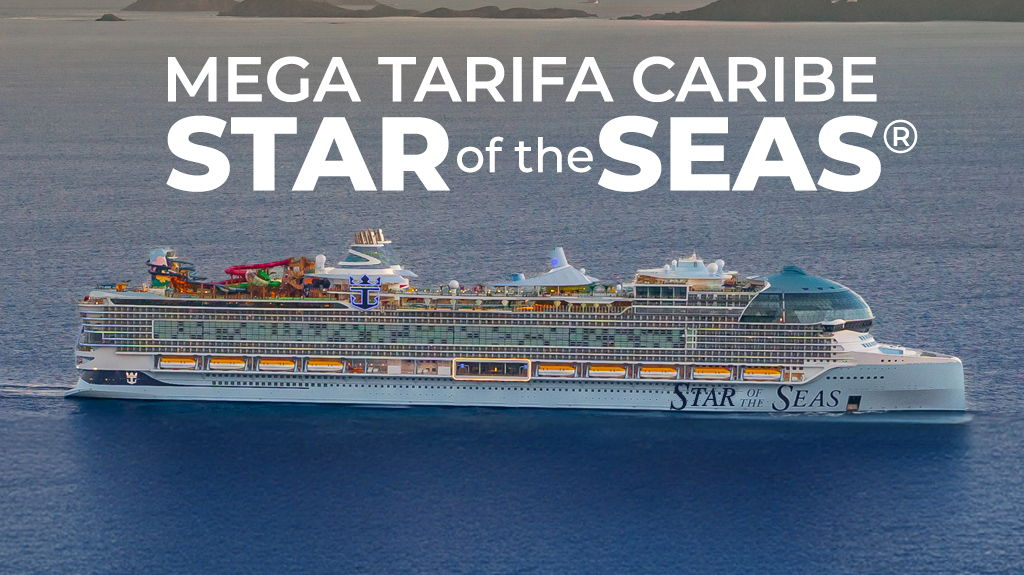 MEGA TARIFA CARIBE
STAR of the SEAS®
STAR OF THE SEAS